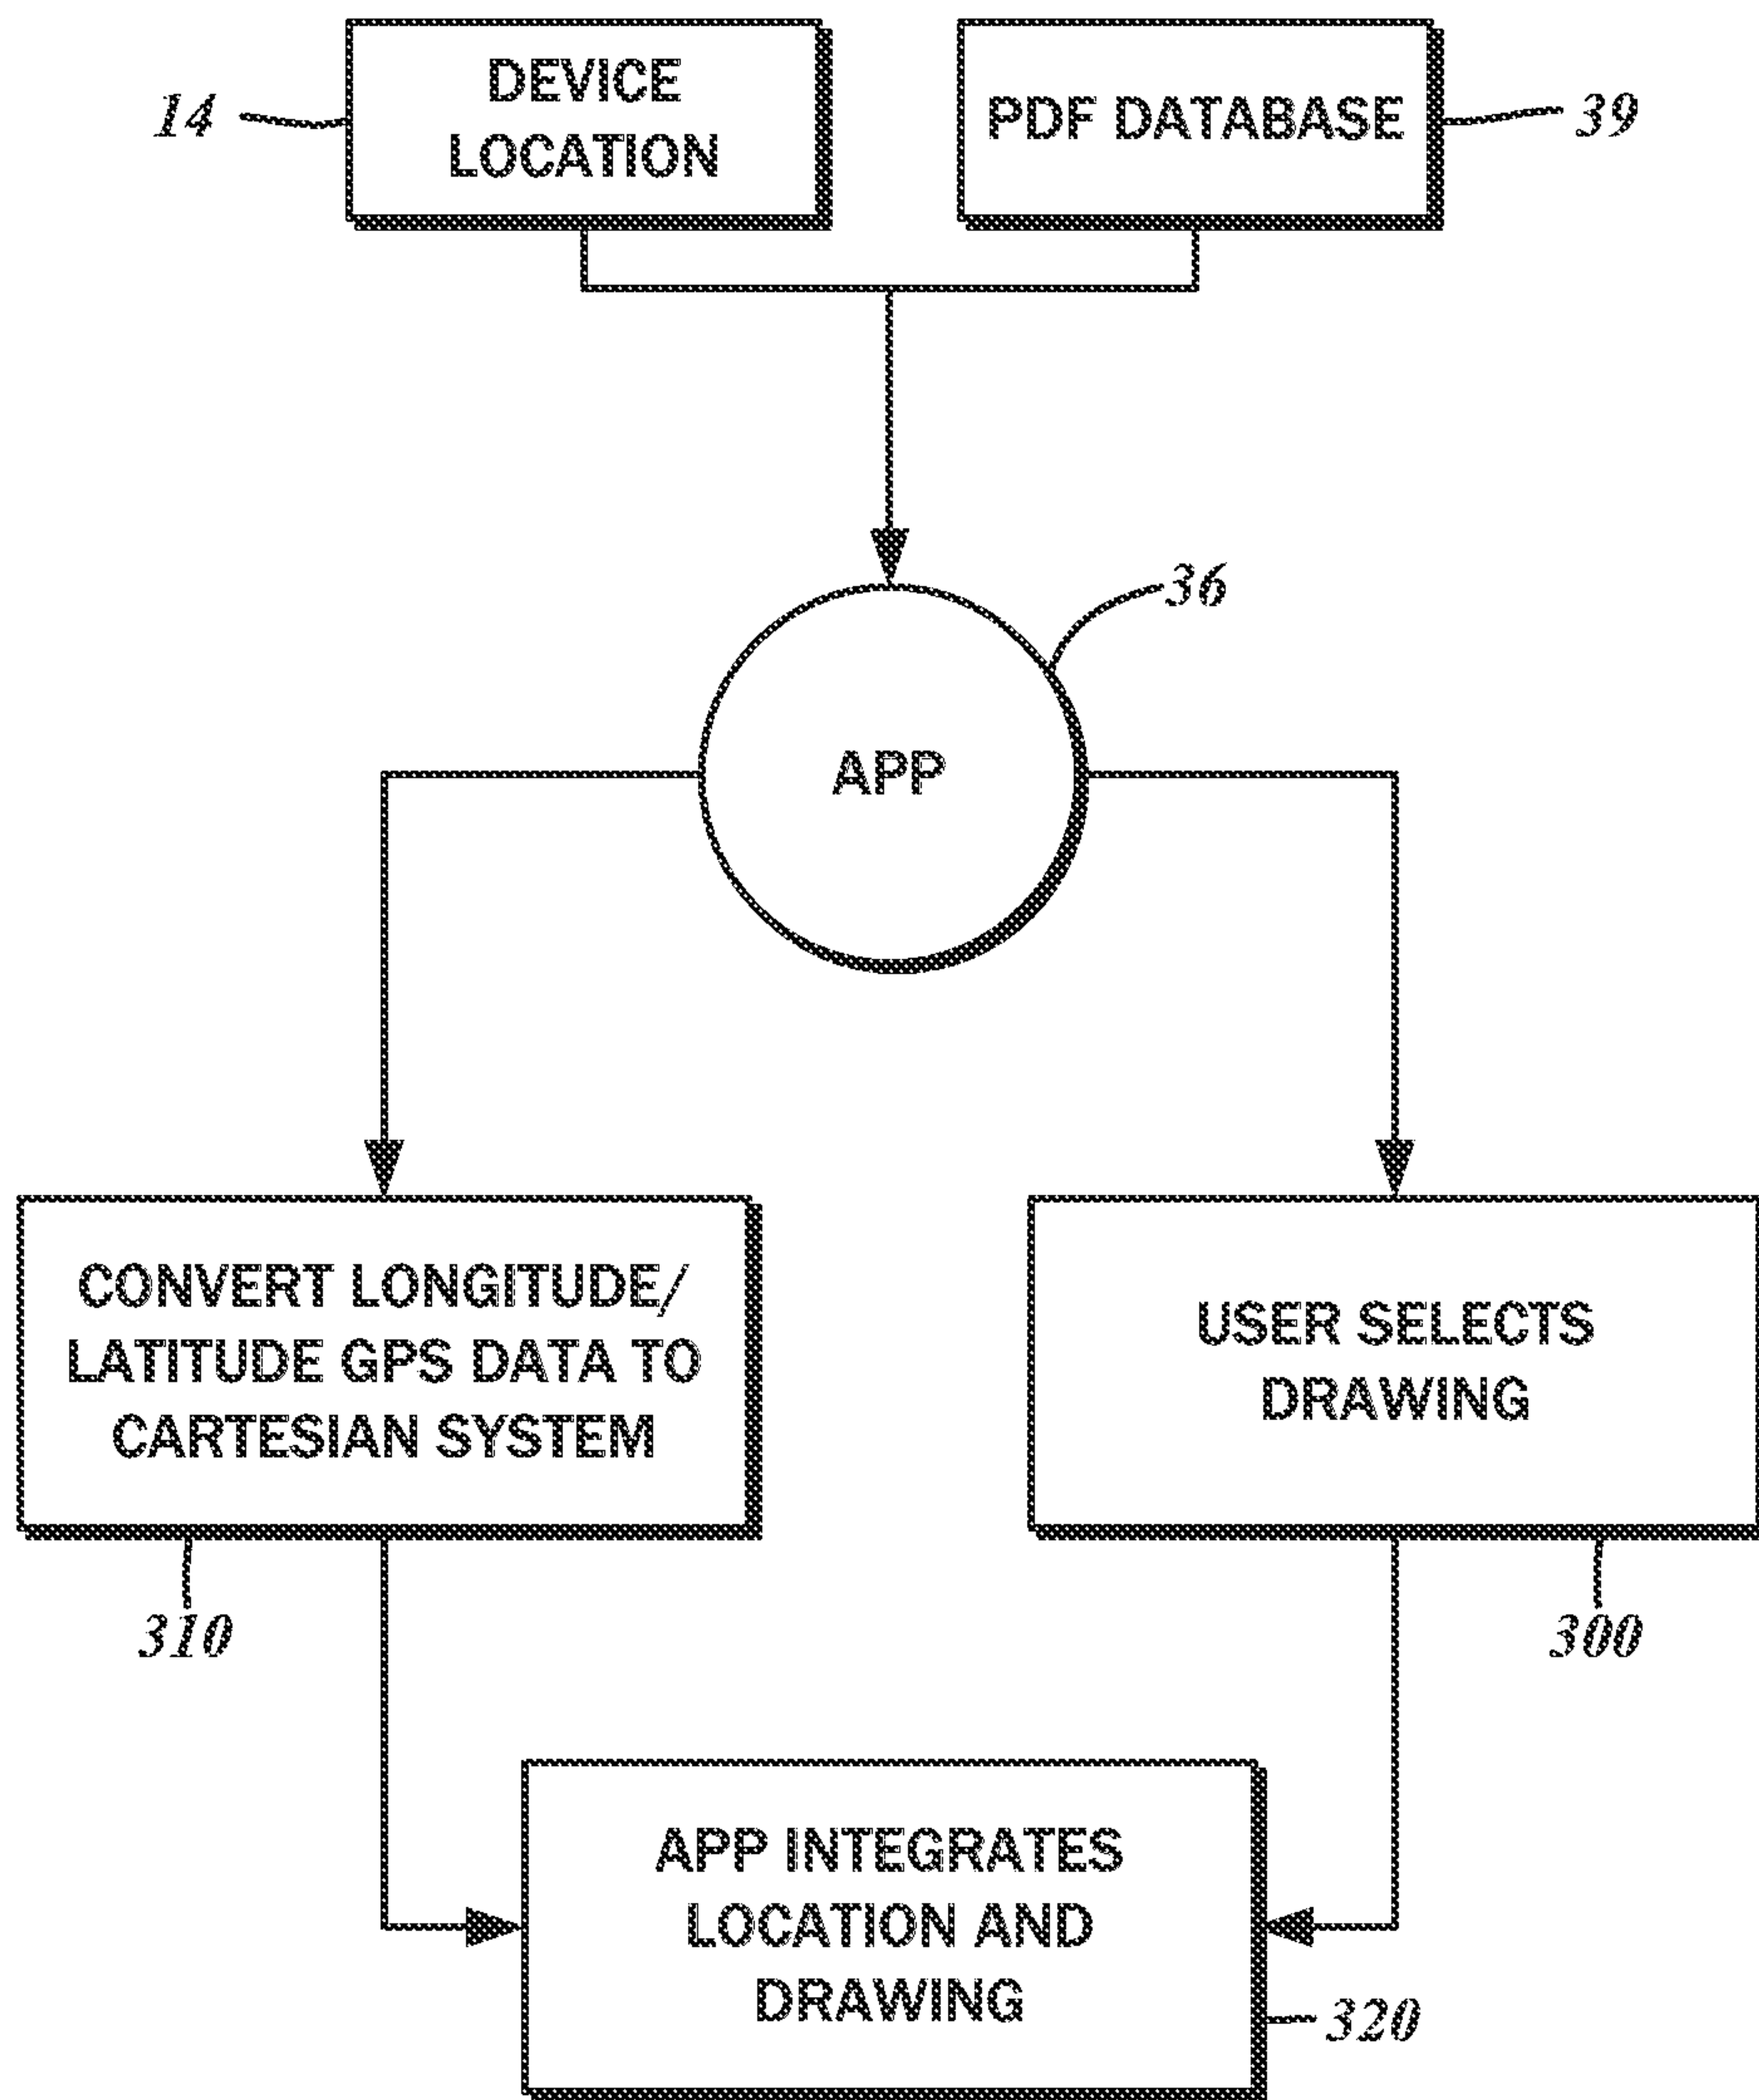 DEVICE
LOCATION
14
PDF DATABASE
39
36
APP
CONVERT LONGITUDE/
LATITUDE GPS DATA TO
CARTESIAN SYSTEM
310
USER SELECTS
DRAWING
300
APP INTEGRATES
LOCATION AND
DRAWING
320